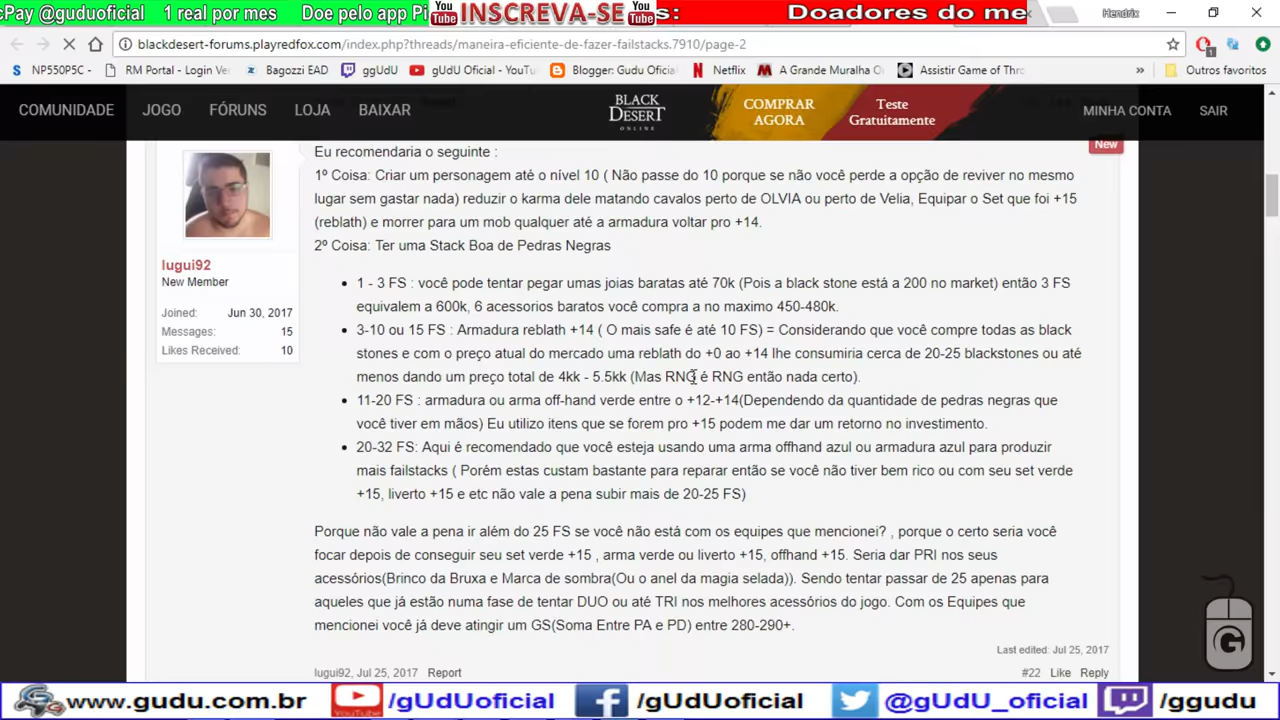 cPay @guduoficial    1 real por mes    Doe pelo app Pi
You Tube INSCREVA-SE You Tube
s:    Doadores do me
Hendrix
blackdesert-forums.playredfox.com/index.php?threads/maneira-eficiente-de-fazer-failstacks.7910/page-2
NP550P5C -    RM Portal - Login Ve    Bagozzi EAD    ggUdU    gUdU Oficial - YouTu    Blogger: Gudu Oficia    Netflix    A Grande Muralha O    Assistir Game of Thro    »    Outros favoritos
COMUNIDADE    JOGO    FÓRUNS    LOJA    BAIXAR    BLACK DESERT ONLINE    COMPRAR AGORA    Teste Gratuitamente    MINHA CONTA    SAIR
New
Eu recomendaria o seguinte :
1º Coisa: Criar um personagem até o nível 10 ( Não passe do 10 porque se não você perde a opção de reviver no mesmo
lugar sem gastar nada) reduzir o karma dele matando cavalos perto de OLVIA ou perto de Velia, Equipar o Set que foi +15
(reblath) e morrer para um mob qualquer até a armadura voltar pro +14.
2º Coisa: Ter uma Stack Boa de Pedras Negras
lugui92
New Member
Joined: Jun 30, 2017
Messages: 15
Likes Received: 10
• 1 - 3 FS : você pode tentar pegar umas joias baratas até 70k (Pois a black stone está a 200 no market) então 3 FS
equivalem a 600k, 6 acessorios baratos você compra a no maximo 450-480k.
• 3-10 ou 15 FS : Armadura reblath +14 ( O mais safe é até 10 FS) = Considerando que você compre todas as black
stones e com o preço atual do mercado uma reblath do +0 ao +14 lhe consumiria cerca de 20-25 blackstones ou até
menos dando um preço total de 4kk - 5.5kk (Mas RNG é RNG então nada certo).
• 11-20 FS : armadura ou arma off-hand verde entre o +12-+14(Dependendo da quantidade de pedras negras que
você tiver em mãos) Eu utilizo itens que se forem pro +15 podem me dar um retorno no investimento.
• 20-32 FS: Aqui é recomendado que você esteja usando uma arma offhand azul ou armadura azul para produzir
mais failstacks ( Porém estas custam bastante para reparar então se você não tiver bem rico ou com seu set verde
+15, liverto +15 e etc não vale a pena subir mais de 20-25 FS)
Porque não vale a pena ir além do 25 FS se você não está com os equipes que mencionei? , porque o certo seria você
focar depois de conseguir seu set verde +15 , arma verde ou liverto +15, offhand +15. Seria dar PRI nos seus
acessórios(Brinco da Bruxa e Marca de sombra(Ou o anel da magia selada)). Sendo tentar passar de 25 apenas para
aqueles que já estão numa fase de tentar DUO ou até TRI nos melhores acessórios do jogo. Com os Equipes que
mencionei você já deve atingir um GS(Soma Entre PA e PD) entre 280-290+.
Last edited: Jul 25, 2017
lugui92, Jul 25, 2017    Report    #22    Like    Reply
www.gudu.com.br    YouTube /gUdUoficial    /gUdUoficial    @gUdU_oficial    /ggudu